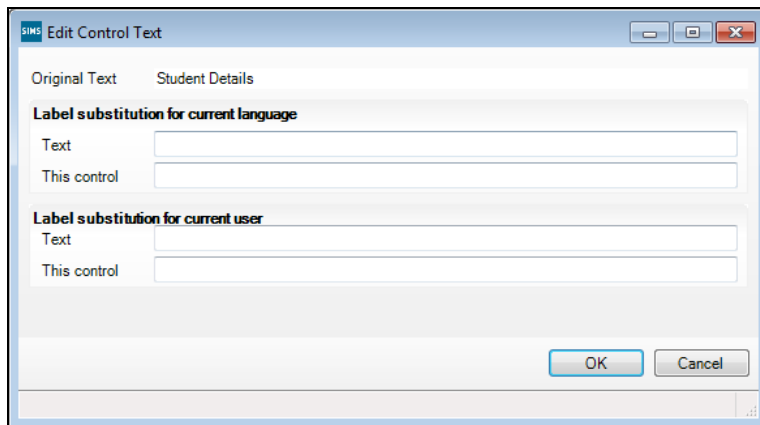 SIMS Edit Control Text
Original Text Student Details
Label substitution for current language
Text
This control
Label substitution for current user
Text
This control
OK Cancel